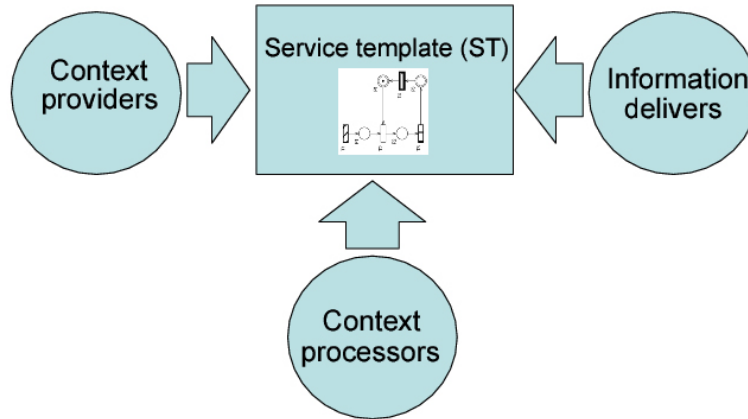 Service template (ST)
Context
providers
Information
delivers
Context
processors